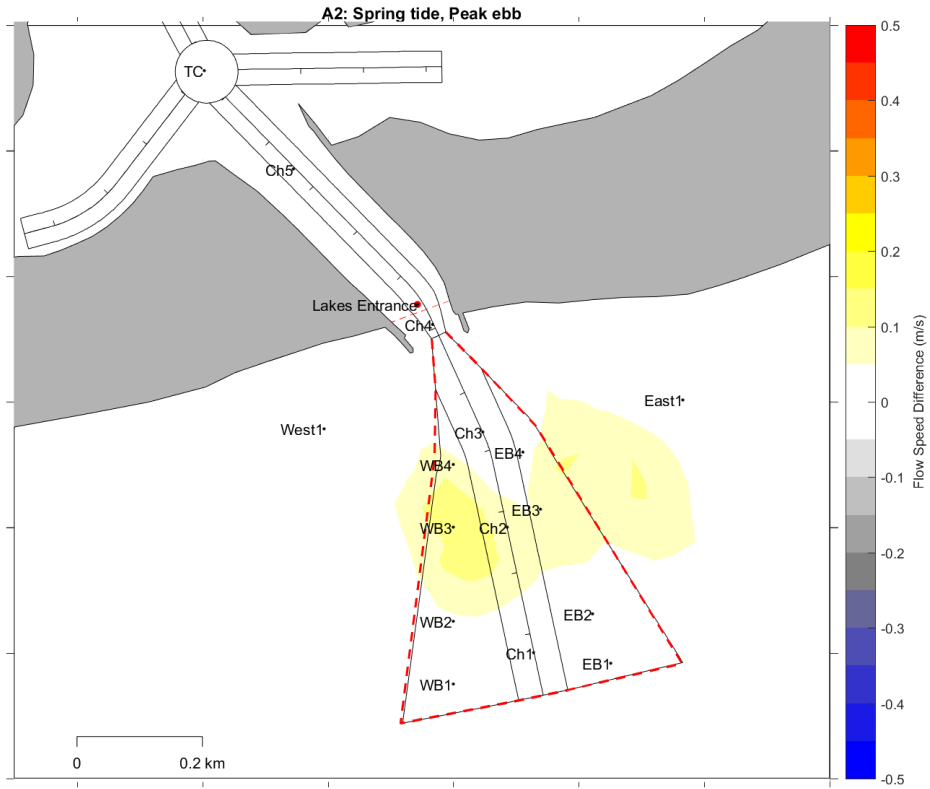 A2: Spring tide, Peak ebb
TC
Ch5
Lakes Entrance
Ch4
East1
West1
Ch3
EB4
WB4
EB3
WB3
Ch2
EB2
WB2
Ch1
EB1
WB1
0
0.2 km
0.5
0.4
0.3
0.2
0.1
0
-0.1
-0.2
-0.3
-0.4
-0.5
Flow Speed Difference (m/s)